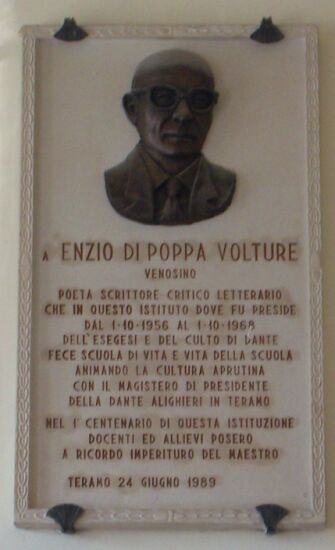 A ENZIO DI POPPA VOLTURE
VENOSINO
POETA SCRITTORE CRITICO LETTERARIO
CHE IN QUESTO ISTITUTO DOVE FU PRESIDE
DAL 1-10-1956 AL 1-10-1968
DELL'ESEGESI E DEL CULTO DI DANTE
FECE SCUOLA DI VITA E VITA DELLA SCUOLA
ANIMANDO LA CULTURA APRUTINA
CON IL MAGISTERO DI PRESIDENTE
DELLA DANTE ALIGHIERI IN TERAMO
NEL I° CENTENARIO DI QUESTA ISTITUZIONE
DOCENTI ED ALLIEVI POSERO
A RICORDO IMPERITURO DEL MAESTRO
TERAMO 24 GIUGNO 1989